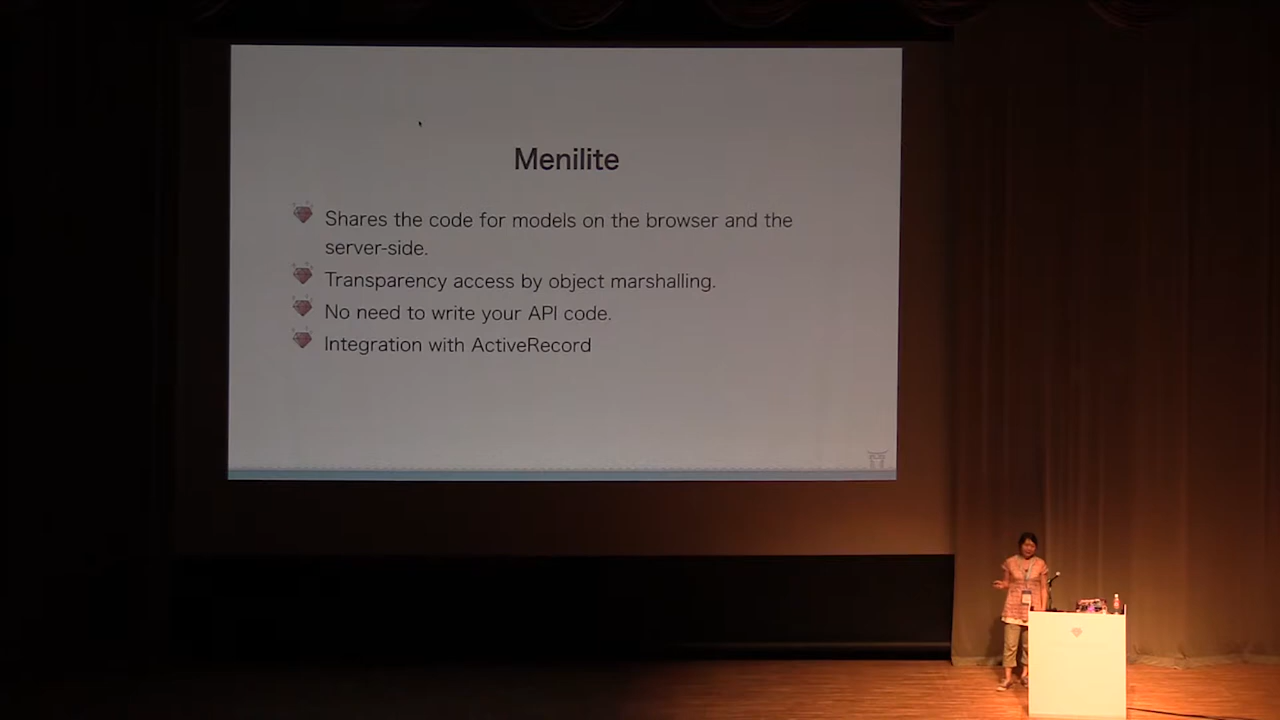 Menilite
Shares the code for models on the browser and the
server-side.
Transparency access by object marshalling.
No need to write your API code.
Integration with ActiveRecord